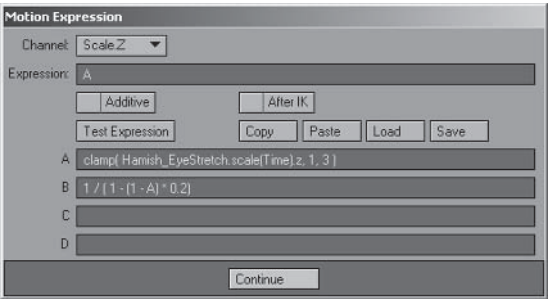 Motion Expression
Channel: Scale.Z
Expression: A
Additive After IK
Test Expression Copy Paste Load Save
A clamp( Hamish_EyeStretch.scale(Time).z, 1, 3 )
B 1 / ( 1 - (1 - A) * 0.2)
C
D
Continue